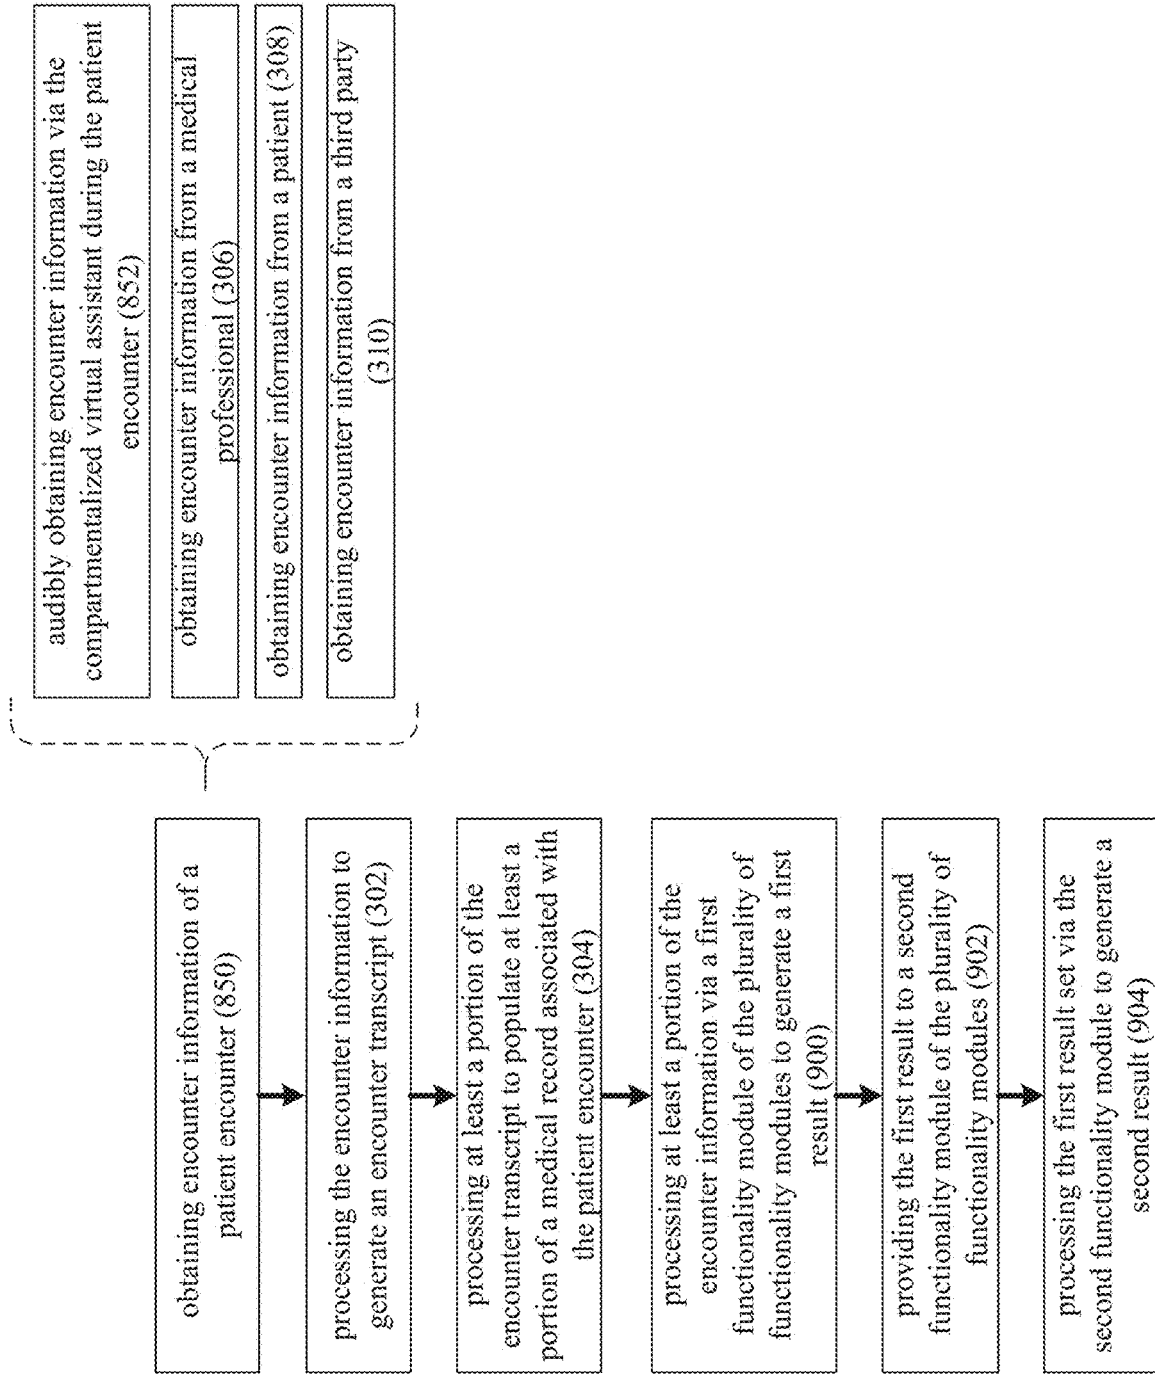 obtaining encounter information of a
patient encounter (850)
processing the encounter information to
generate an encounter transcript (302)
processing at least a portion of the
encounter transcript to populate at least a
portion of a medical record associated with
the patient encounter (304)
processing at least a portion of the
encounter information via a first
functionality module of the plurality of
functionality modules to generate a first
result (900)
providing the first result to a second
functionality module of the plurality of
functionality modules (902)
processing the first result set via the
second functionality module to generate a
second result (904)
audibly obtaining encounter information via the
compartmentalized virtual assistant during the patient
encounter (852)
obtaining encounter information from a medical
professional (306)
obtaining encounter information from a patient (308)
obtaining encounter information from a third party
(310)